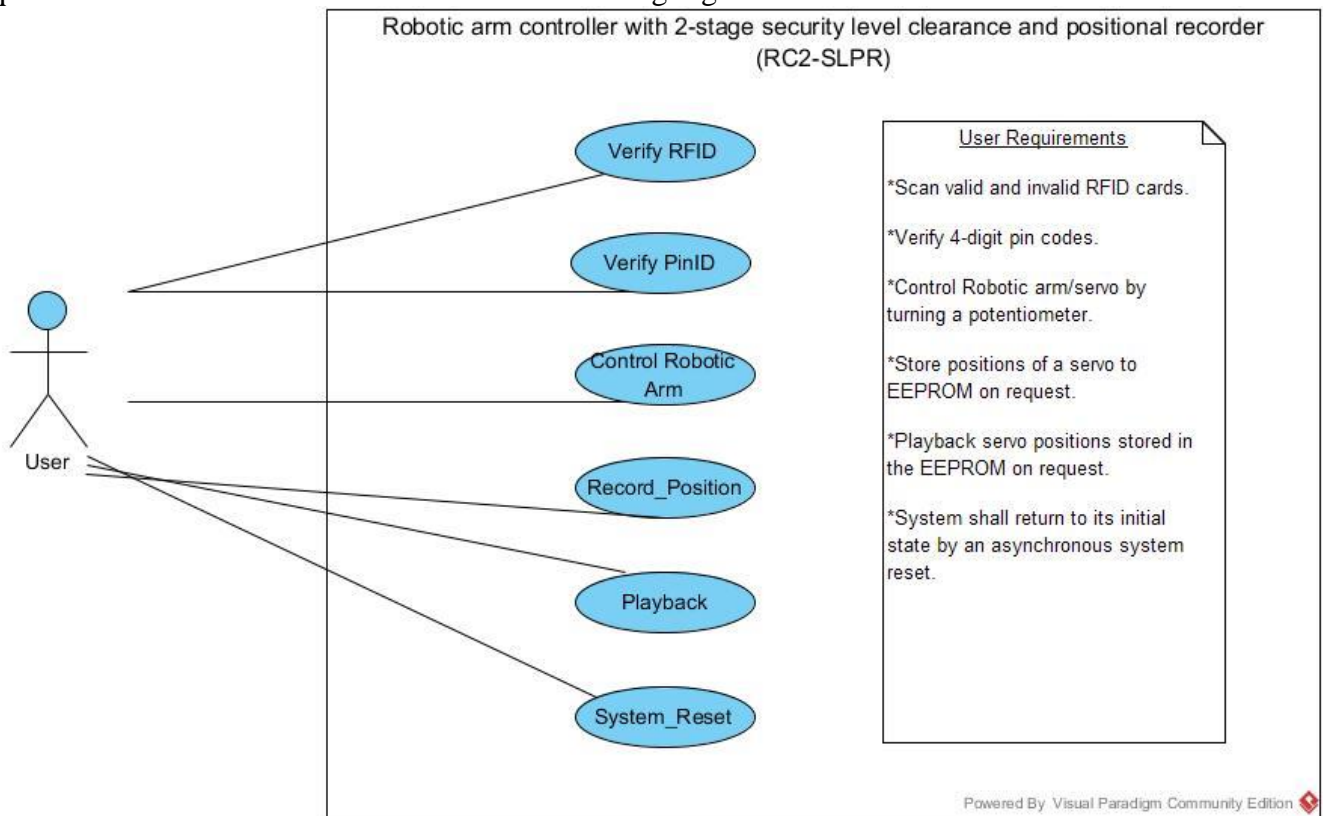 Robotic arm controller with 2-stage security level clearance and positional recorder
(RC2-SLPR)
Verify RFID
Verify PinID
Control Robotic
Arm
Record_Position
Playback
System_Reset
User
User Requirements
*Scan valid and invalid RFID cards.
*Verify 4-digit pin codes.
*Control Robotic arm/servo by
turning a potentiometer.
*Store positions of a servo to
EEPROM on request.
*Playback servo positions stored in
the EEPROM on request.
*System shall return to its initial
state by an asynchronous system
reset.
Powered By Visual Paradigm Community Edition